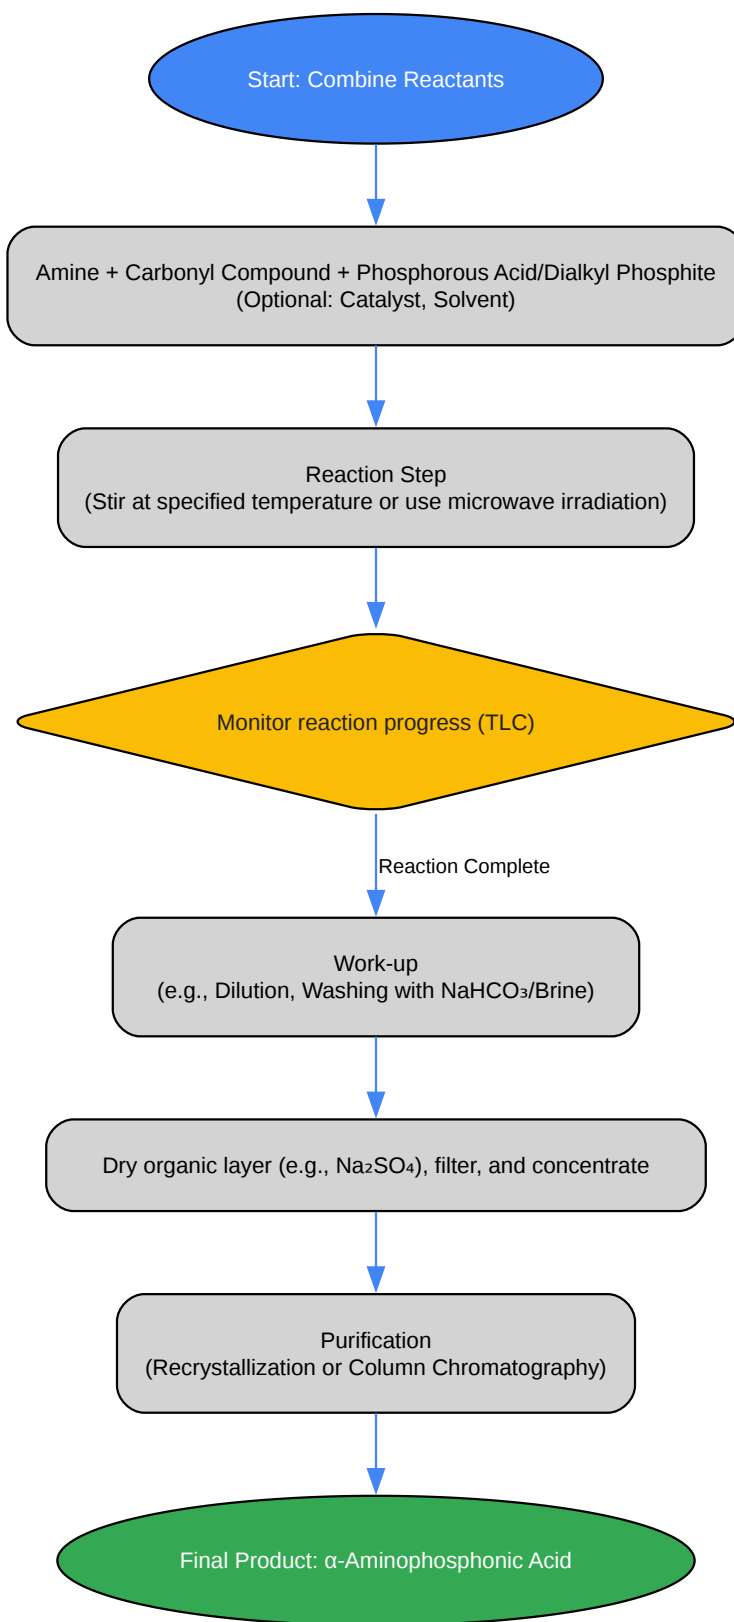 Start: Combine Reactants
Amine + Carbonyl Compound + Phosphorous Acid/Dialkyl Phosphite
(Optional: Catalyst, Solvent)
Reaction Step
(Stir at specified temperature or use microwave irradiation)
Monitor reaction progress (TLC)
Reaction Complete
Work-up
(e.g., Dilution, Washing with NaHCO₃/Brine)
Dry organic layer (e.g., Na₂SO₄), filter, and concentrate
Purification
(Recrystallization or Column Chromatography)
Final Product: α-Aminophosphonic Acid